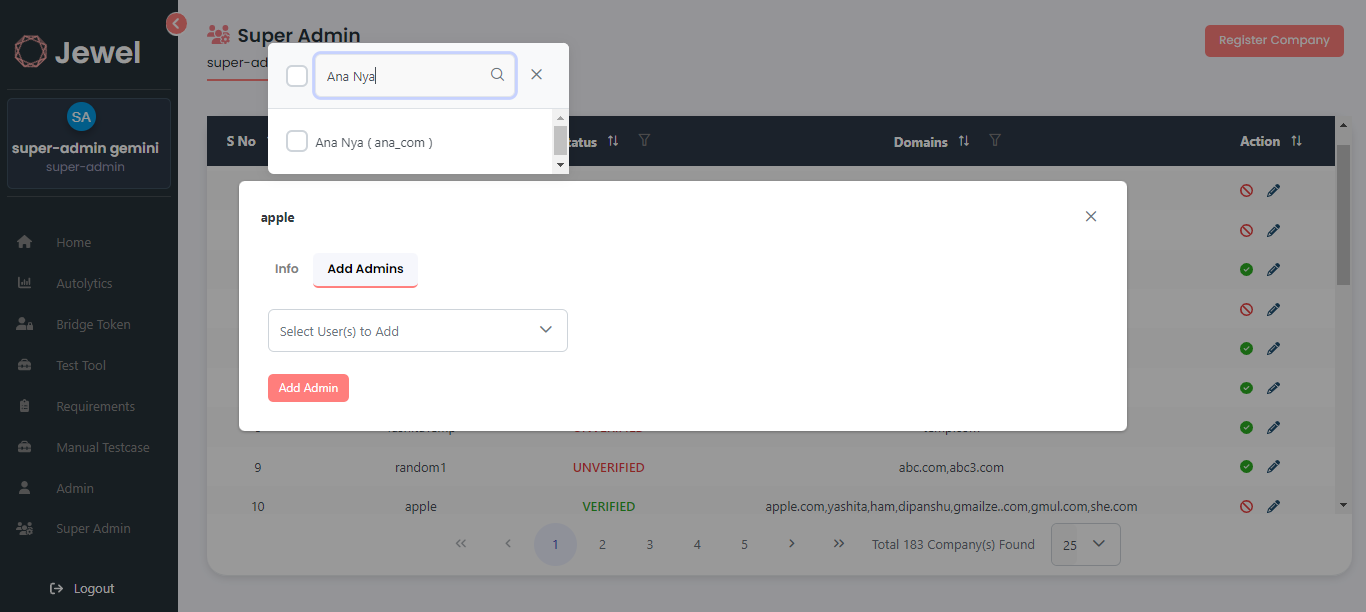 Jewel
SA
super-admin gemini
super-admin
Home
Autolytics
Bridge Token
Test Tool
Requirements
Manual Testcase
Admin
Super Admin
Logout
Super Admin
super-ad
Register Company
Ana Nya
Ana Nya ( ana_com )
S No
atus
Domains
Action
apple
Info
Add Admins
Select User(s) to Add
Add Admin
9 random1 UNVERIFIED abc.com,abc3.com
10 apple VERIFIED apple.com,yashita,ham,dipanshu,gmailze..com,gmul.com,she.com
<< < 1 2 3 4 5 > >> Total 183 Company(s) Found 25